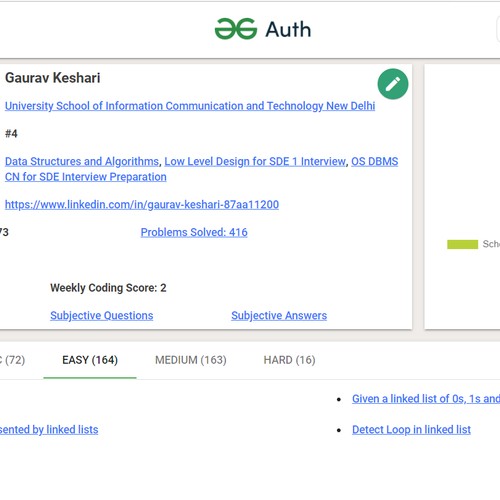 Auth
Gaurav Keshari
University School of Information Communication and Technology New Delhi
#4
Data Structures and Algorithms, Low Level Design for SDE 1 Interview, OS DBMS
CN for SDE Interview Preparation
https://www.linkedin.com/in/gaurav-keshari-87aa11200
73 Problems Solved: 416
Weekly Coding Score: 2
Subjective Questions Subjective Answers
C (72) EASY (164) MEDIUM (163) HARD (16)
Given a linked list of 0s, 1s and
sented by linked lists Detect Loop in linked list